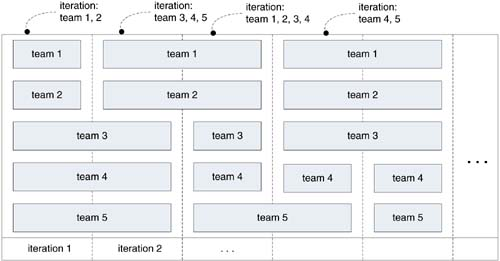 iteration:
team 1, 2
iteration:
team 3, 4, 5
iteration:
team 1, 2, 3, 4
iteration:
team 4, 5
team 1
team 1
team 1
team 2
team 2
team 2
team 3
team 3
team 3
team 4
team 4
team 4
team 4
team 5
team 5
team 5
...
iteration 1
iteration 2
...